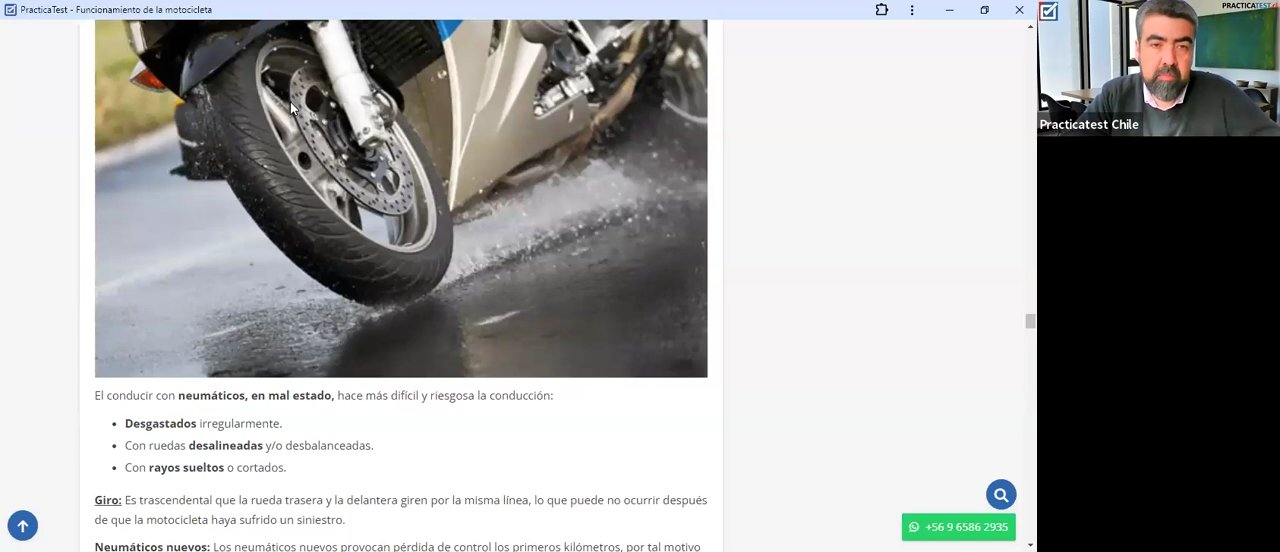 PracticaTest - Funcionamiento de la motocicleta
PRACTICATEST
Practicatest Chile
El conducir con neumáticos, en mal estado, hace más difícil y riesgosa la conducción:
• Desgastados irregularmente.
• Con ruedas desalineadas y/o desbalanceadas.
• Con rayos sueltos o cortados.
Giro: Es trascendental que la rueda trasera y la delantera giren por la misma línea, lo que puede no ocurrir después
de que la motocicleta haya sufrido un siniestro.
+56 9 6586 2935
Neumáticos nuevos: Los neumáticos nuevos provocan pérdida de control los primeros kilómetros, por tal motivo